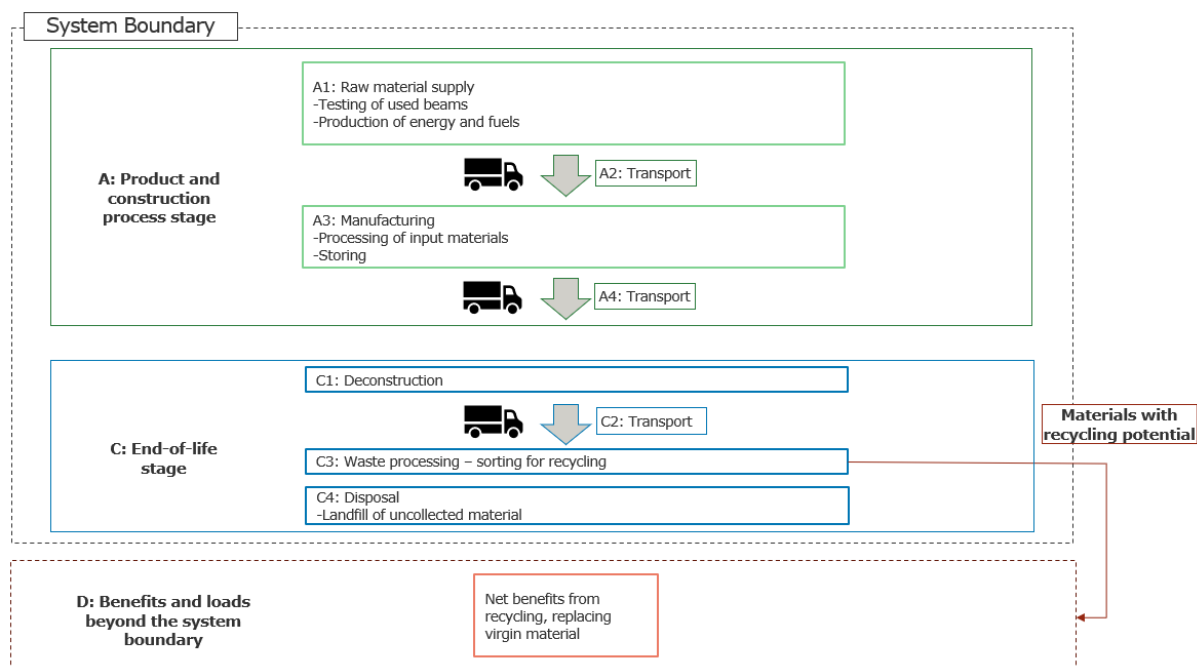 System Boundary
A1: Raw material supply
-Testing of used beams
-Production of energy and fuels
A: Product and
construction
process stage
A2: Transport
A3: Manufacturing
-Processing of input materials
-Storing
A4: Transport
C1: Deconstruction
C: End-of-life
stage
C2: Transport
C3: Waste processing – sorting for recycling
C4: Disposal
-Landfill of uncollected material
Materials with
recycling potential
D: Benefits and loads
beyond the system
boundary
Net benefits from
recycling, replacing
virgin material